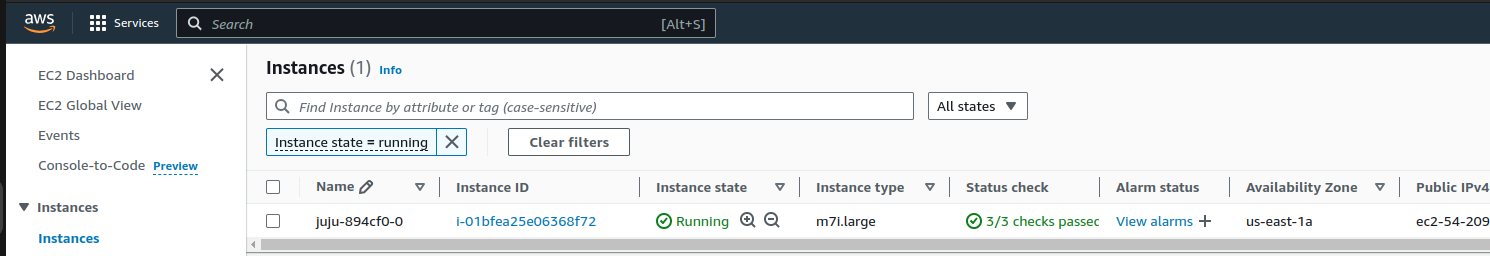 aws Services Search [Alt+S]
EC2 Dashboard
EC2 Global View
Events
Console-to-Code Preview
Instances
Instances
Instances (1) Info
Find Instance by attribute or tag (case-sensitive) All states
Instance state = running Clear filters
Name Instance ID Instance state Instance type Status check Alarm status Availability Zone Public IPv4
juju-894cf0-0 i-01bfea25e06368f72 Running m7i.large 3/3 checks passec View alarms + us-east-1a ec2-54-209